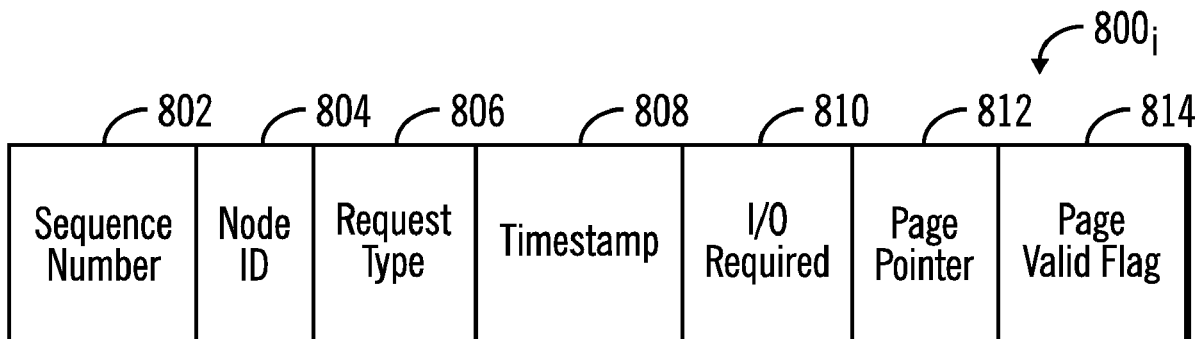 800i
802
804
806
808
810
812
814
Sequence
Number
Node
ID
Request
Type
Timestamp
I/O
Required
Page
Pointer
Page
Valid Flag